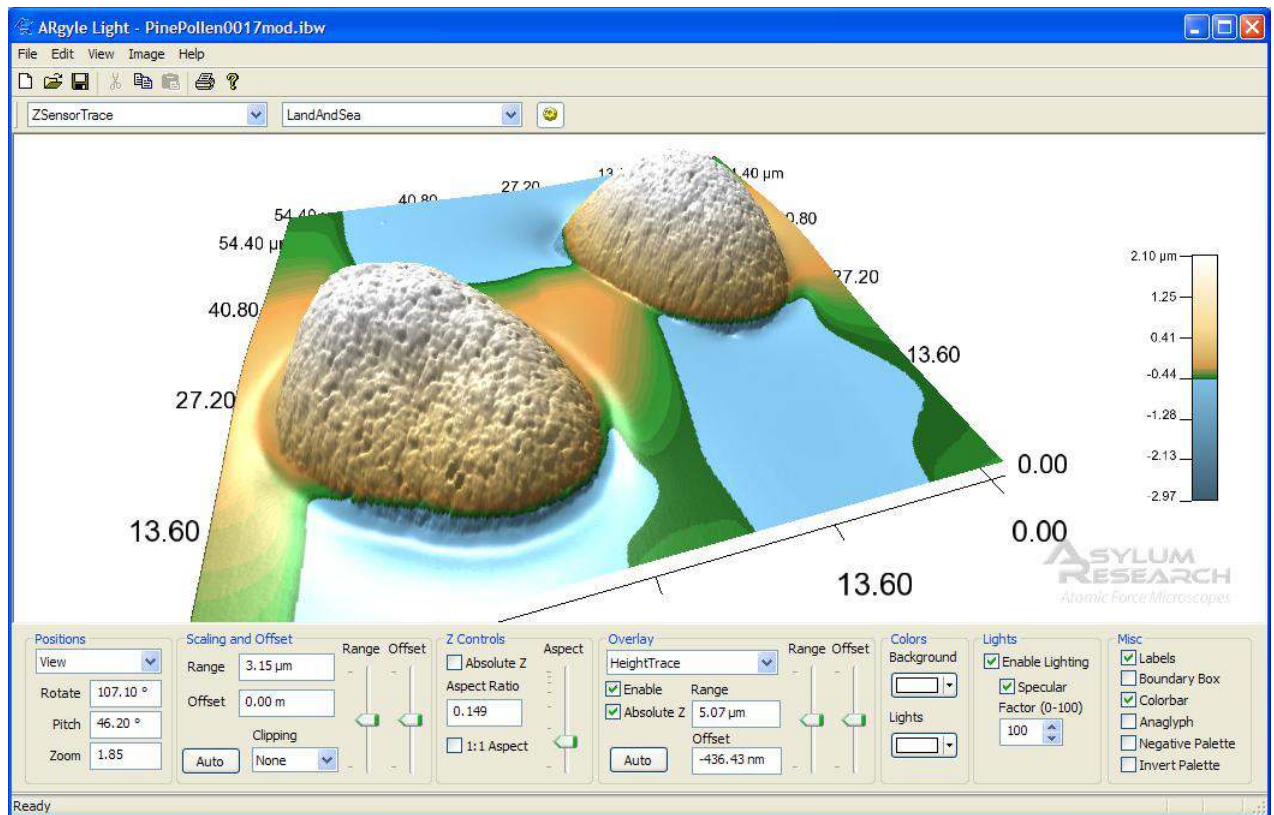 ARgyle Light - PinePollen0017mod.ibw
File Edit View Image Help
ZSensorTrace LandAndSea
40.80 27.20
54.40 µm
40.80
27.20
13.60
0.80
27.20
13.60
0.00
0.00
13.60
2.10 µm
1.25
0.41
-0.44
-1.28
-2.13
-2.97
ASYLUM
RESEARCH
Atomic Force Microscopes
Positions
View
Rotate 107.10 °
Pitch 46.20 °
Zoom 1.85
Scaling and Offset
Range 3.15 µm
Offset 0.00 m
Clipping
Auto None
Range Offset
Z Controls
Absolute Z
Aspect Ratio
0.149
1:1 Aspect
Aspect
Overlay
HeightTrace
Enable Range
Absolute Z 5.07 µm
Offset
Auto -436.43 nm
Range Offset
Colors
Background
Lights
Lights
Enable Lighting
Specular
Factor (0-100)
100
Misc
Labels
Boundary Box
Colorbar
Anaglyph
Negative Palette
Invert Palette
Ready